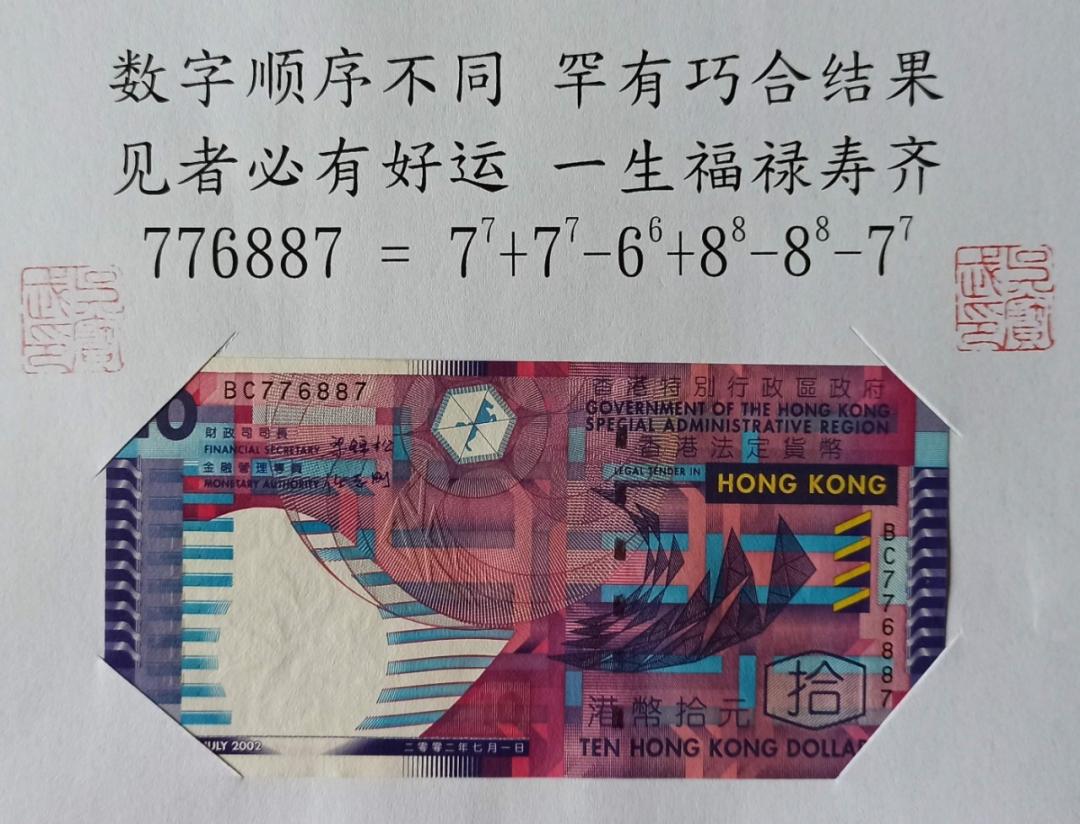 数字顺序不同 罕有巧合结果
见者必有好运 一生福禄寿齐
776887 = 7⁷+7⁷-6⁶+8⁸-8⁸-7⁷
BC776887
10
財政司司長
FINANCIAL SECRETARY
金融管理專員
MONETARY AUTHORITY
香港特別行政區政府
GOVERNMENT OF THE HONG KONG
SPECIAL ADMINISTRATIVE REGION
香港法定貨幣
LEGAL TENDER IN
HONG KONG
BC776887
拾
港幣拾元
TEN HONG KONG DOLLA
JULY 2002
二零零二年七月一日